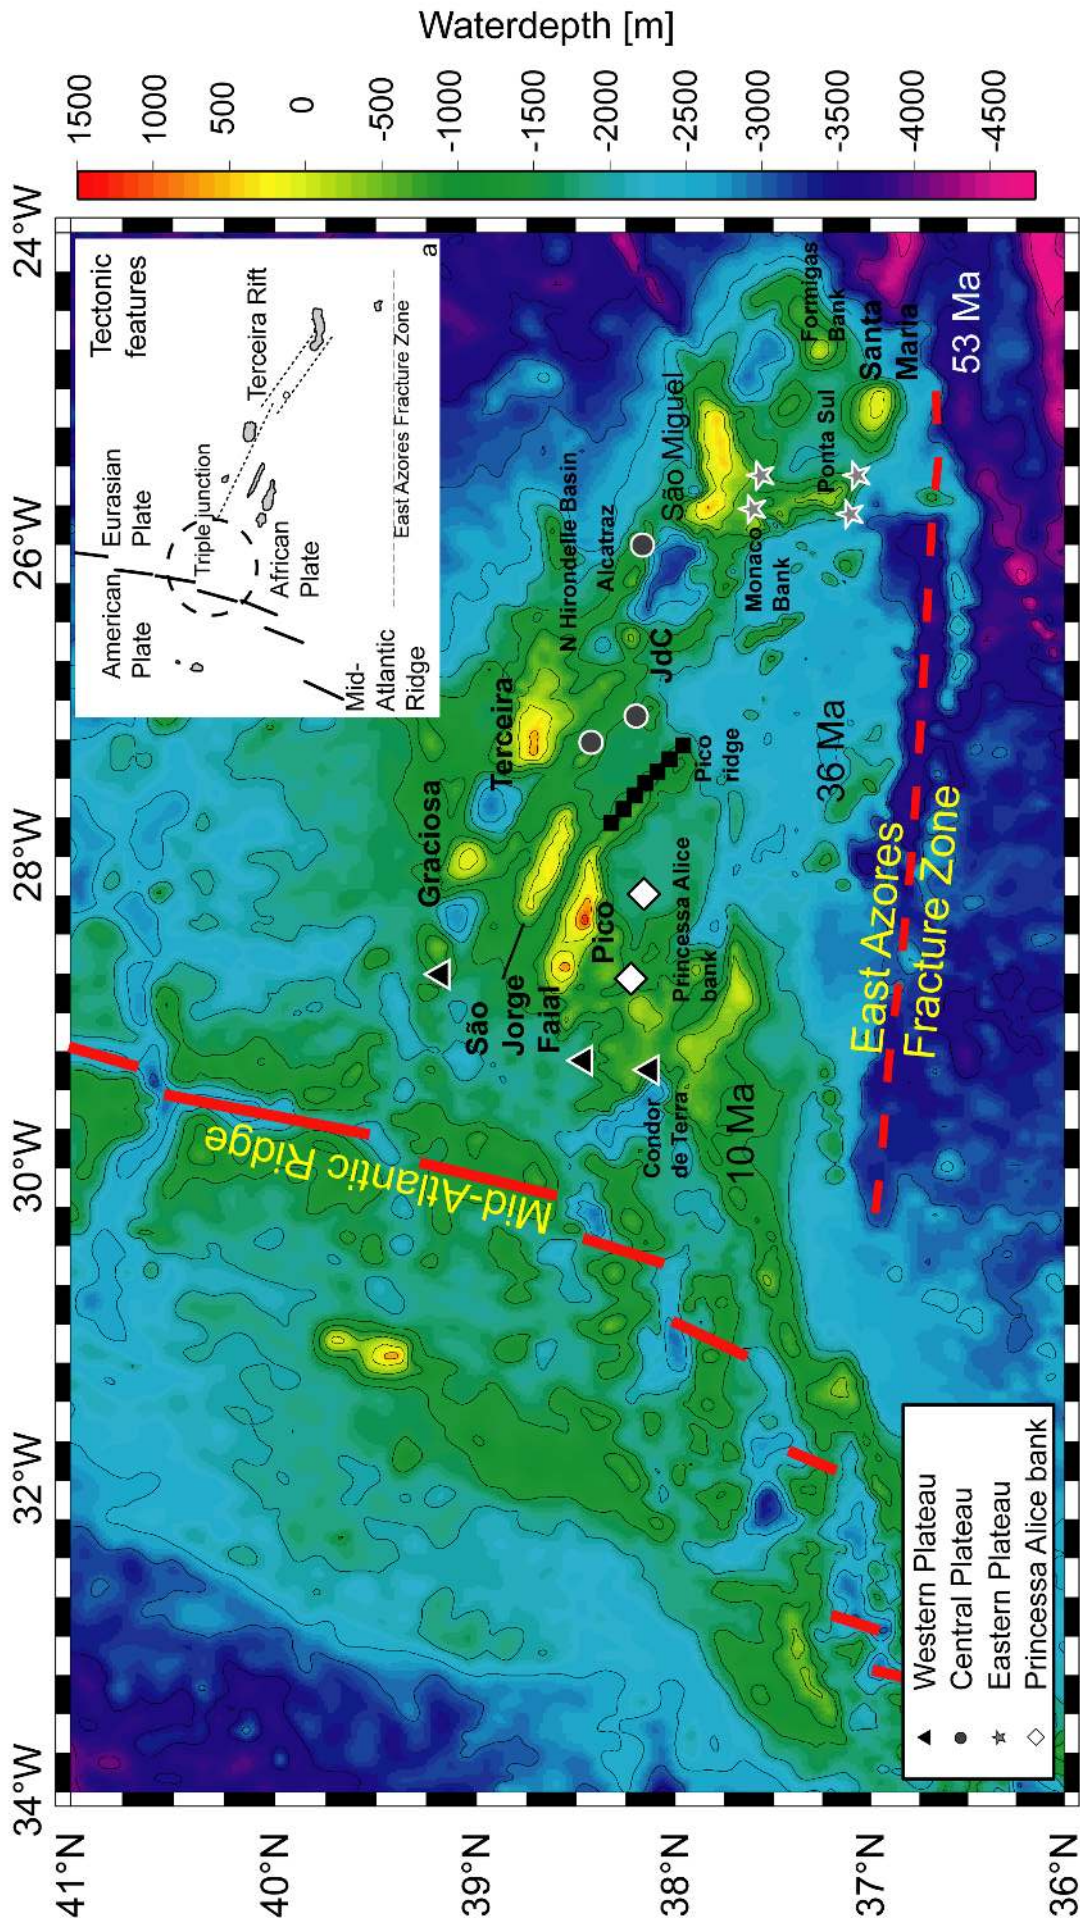 41°N
40°N
39°N
38°N
37°N
36°N
34°W
32°W
30°W
28°W
26°W
24°W
Waterdepth [m]
1500
1000
500
0
-500
-1000
-1500
-2000
-2500
-3000
-3500
-4000
-4500
Tectonic
features
American
Plate
Eurasian
Plate
Triple junction
Terceira Rift
African
Plate
Mid-
Atlantic
Ridge
East Azores Fracture Zone
a
Mid-Atlantic Ridge
Graciosa
Terceira
São
Jorge
Faial
Pico
N Hirondelle Basin
Alcatraz
São Miguel
JdC
Pico
ridge
Princessa Alice
bank
Condor
de Terra
Monaco
Bank
Ponta Sul
Formigas
Bank
Santa
Maria
10 Ma
36 Ma
53 Ma
East Azores
Fracture Zone
Western Plateau
Central Plateau
Eastern Plateau
Princessa Alice bank